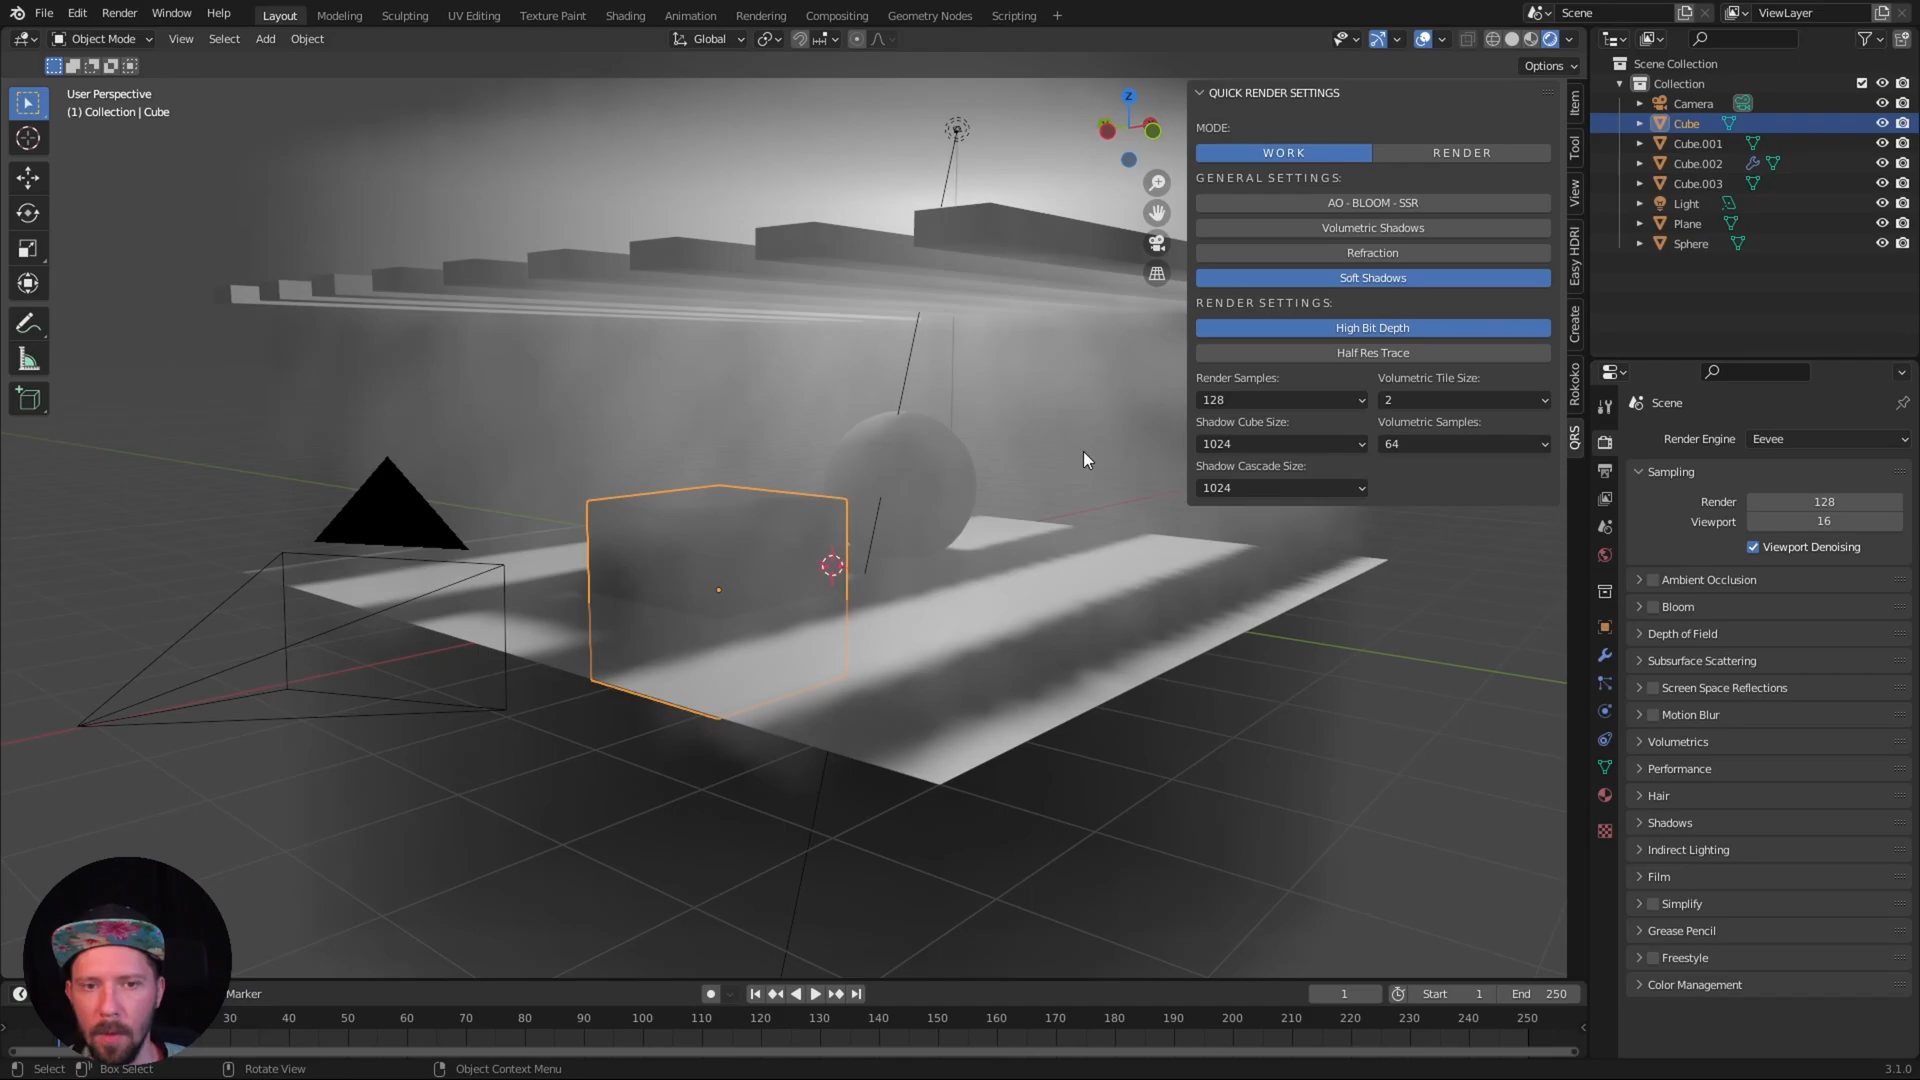 File Edit Render Window Help Layout Modeling Sculpting UV Editing Texture Paint Shading Animation Rendering Compositing Geometry Nodes Scripting + Scene ViewLayer
Object Mode View Select Add Object Global
Options
User Perspective
(1) Collection | Cube
Z
QUICK RENDER SETTINGS
MODE:
WORK RENDER
GENERAL SETTINGS:
AO - BLOOM - SSR
Volumetric Shadows
Refraction
Soft Shadows
RENDER SETTINGS:
High Bit Depth
Half Res Trace
Render Samples: Volumetric Tile Size:
128 2
Shadow Cube Size: Volumetric Samples:
1024 64
Shadow Cascade Size:
1024
Item
Tool
View
Easy HDRI
Create
Rokoko
QRS
Scene Collection
Collection
Camera
Cube
Cube.001
Cube.002
Cube.003
Light
Plane
Sphere
Scene
Render Engine Eevee
Sampling
Render 128
Viewport 16
Viewport Denoising
Ambient Occlusion
Bloom
Depth of Field
Subsurface Scattering
Screen Space Reflections
Motion Blur
Volumetrics
Performance
Hair
Shadows
Indirect Lighting
Film
Simplify
Grease Pencil
Freestyle
Color Management
Marker 1 Start 1 End 250
30 40 50 60 70 80 90 100 110 120 130 140 150 160 170 180 190 200 210 220 230 240 250
Select Box Select Rotate View Object Context Menu 3.1.0